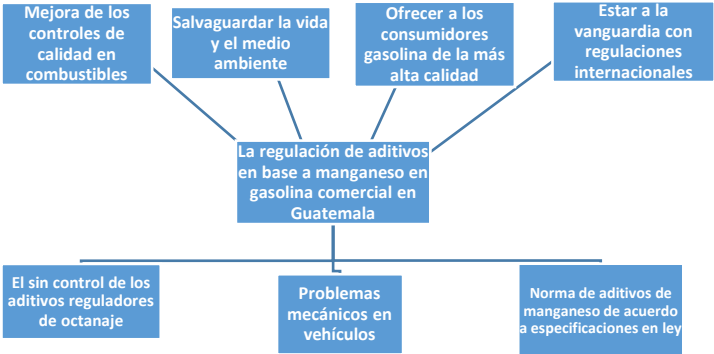 Mejora de los
controles de
calidad en
combustibles
Salvaguardar la vida
y el medio
ambiente
Ofrecer a los
consumidores
gasolina de la más
alta calidad
Estar a la
vanguardia con
regulaciones
internacionales
La regulación de aditivos
en base a manganeso en
gasolina comercial en
Guatemala
El sin control de los
aditivos reguladores
de octanaje
Problemas
mecánicos en
vehículos
Norma de aditivos de
manganeso de acuerdo
a especificaciones en ley